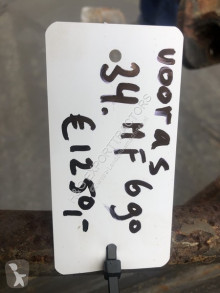 vooras
34. MF 690
€ 1250,-